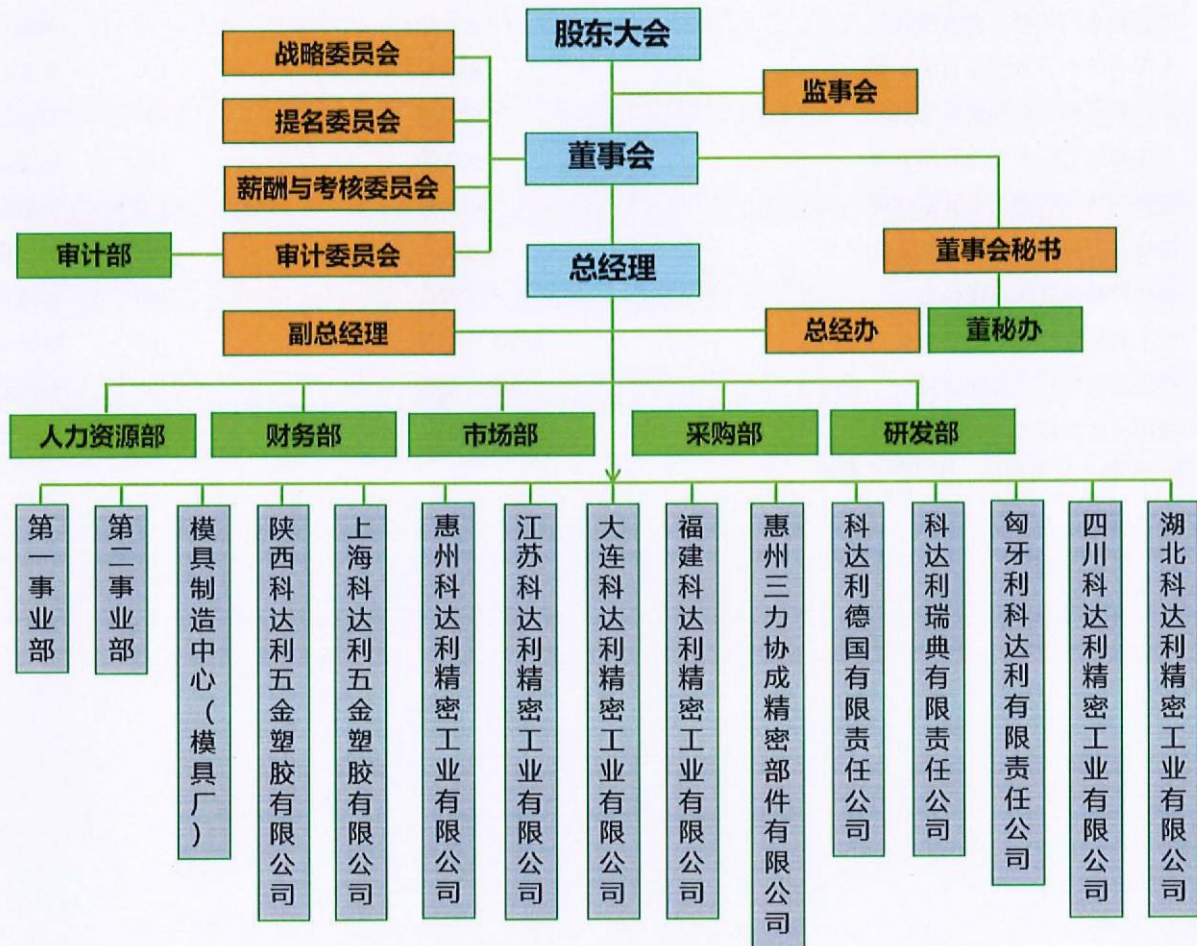 股东大会
战略委员会
监事会
提名委员会
董事会
薪酬与考核委员会
审计部
审计委员会
总经理
董事会秘书
副总经理
总经办
董秘办
人力资源部
财务部
市场部
采购部
研发部
第一事业部
第二事业部
模具制造中心(模具厂)
陕西科达利五金塑胶有限公司
上海科达利五金塑胶有限公司
惠州科达利精密工业有限公司
江苏科达利精密工业有限公司
大连科达利精密工业有限公司
福建科达利精密工业有限公司
惠州三力协成精密部件有限公司
科达利德国有限责任公司
科达利瑞典有限责任公司
匈牙利科达利有限责任公司
四川科达利精密工业有限公司
湖北科达利精密工业有限公司